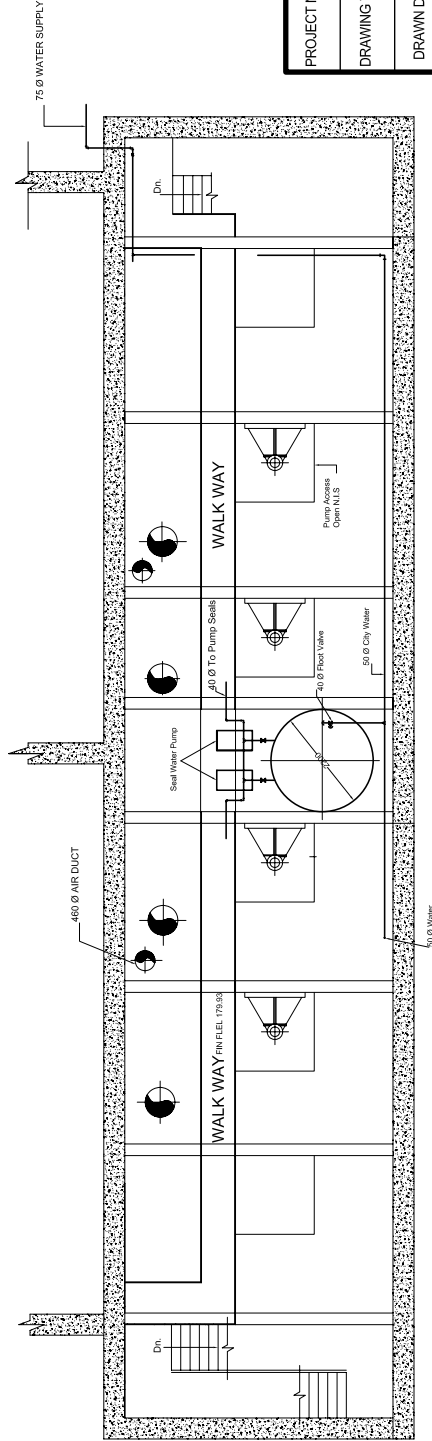 75 Ø WATER SUPPLY
Dn.
WALK WAY
Pump Access
Open N.I.S
40 Ø To Pump Seals
Seal Water Pump
40 Ø Floot Valve
50 Ø City Water
460 Ø AIR DUCT
WALK WAY
FIN FLEL 179.93
50 Ø Water
Dn.
PROJECT
DRAWING
DRAWN